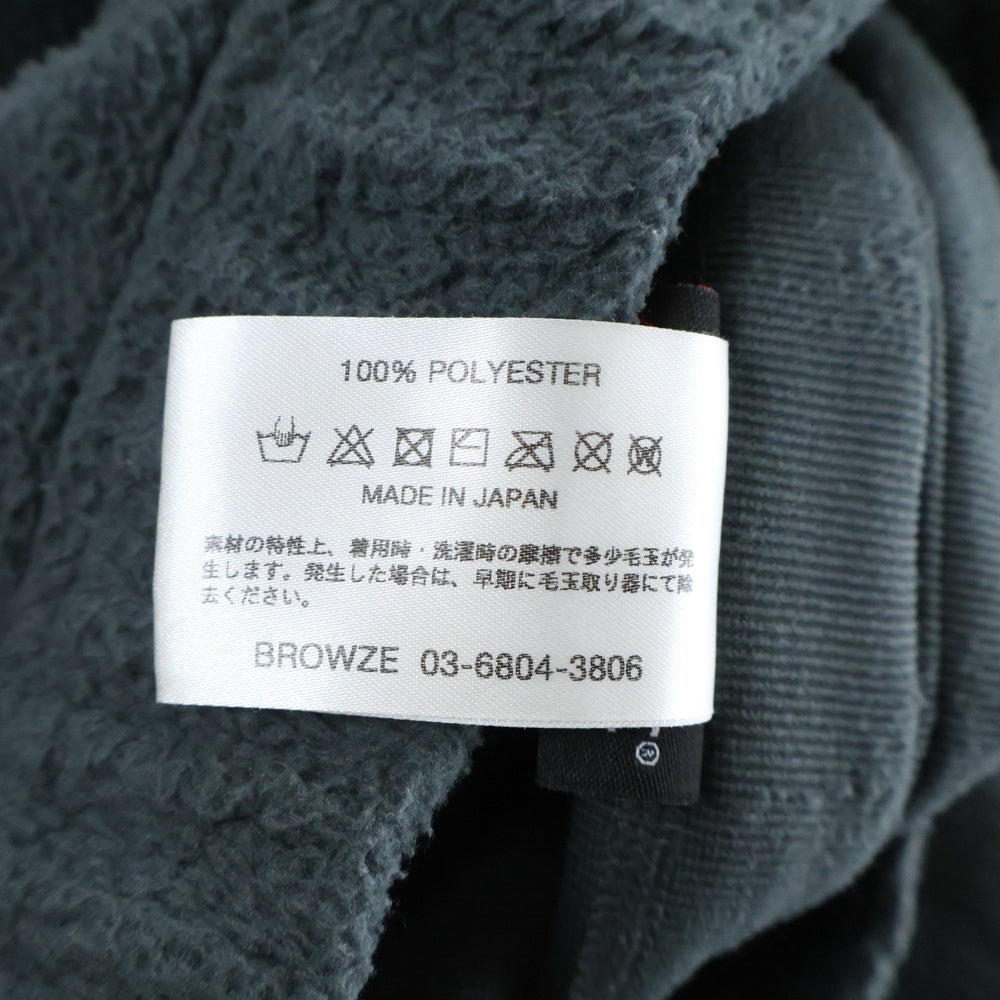 100% POLYESTER
MADE IN JAPAN
素材の特性上、着用時・洗濯時の摩擦で多少毛玉が発
生します。発生した場合は、早期に毛玉取り器にて除
去ください。
BROWZE 03-6804-3806
®